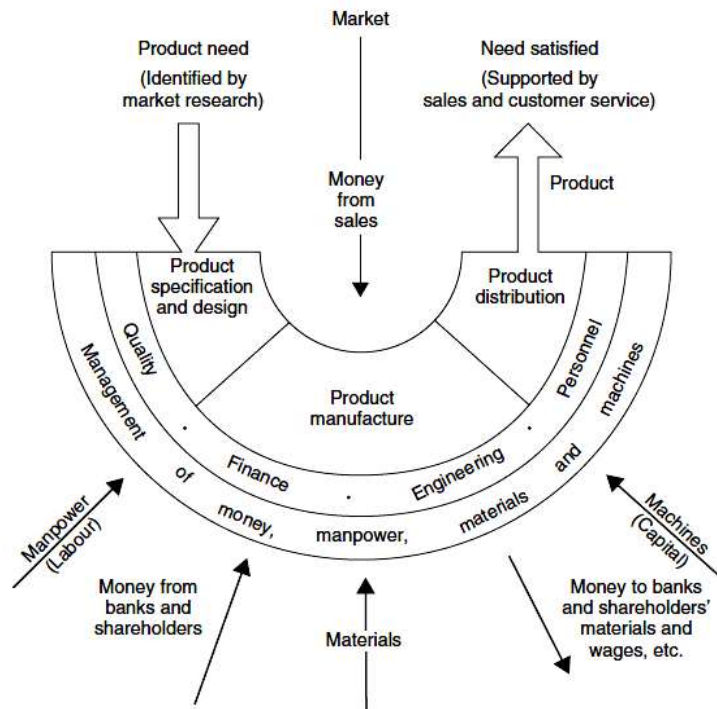 Market
Product need
(Identified by
market research)
Need satisfied
(Supported by
sales and customer service)
Money
from
sales
Product
Product
specification
and design
Product
distribution
Product
manufacture
Quality · Finance · Engineering · Personnel
Management of money, manpower, materials and machines
Manpower
(Labour)
Money from
banks and
shareholders
Materials
Money to banks
and shareholders'
materials and
wages, etc.
Machines
(Capital)